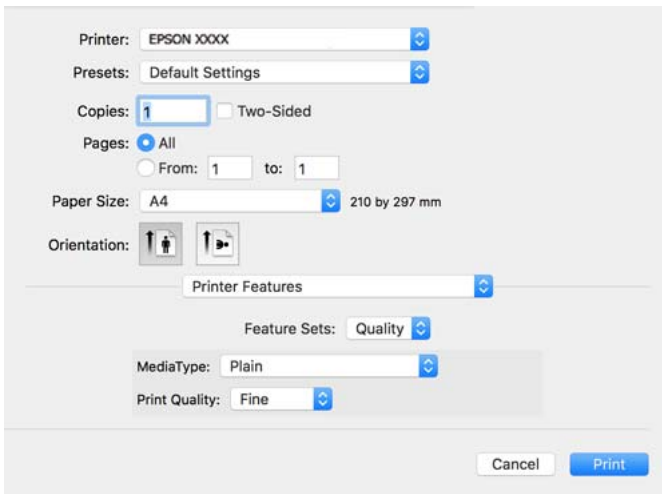 Printer: EPSON XXXX
Presets: Default Settings
Copies: 1 Two-Sided
Pages: All
From: 1 to: 1
Paper Size: A4 210 by 297 mm
Orientation:
Printer Features
Feature Sets: Quality
MediaType: Plain
Print Quality: Fine
Cancel Print